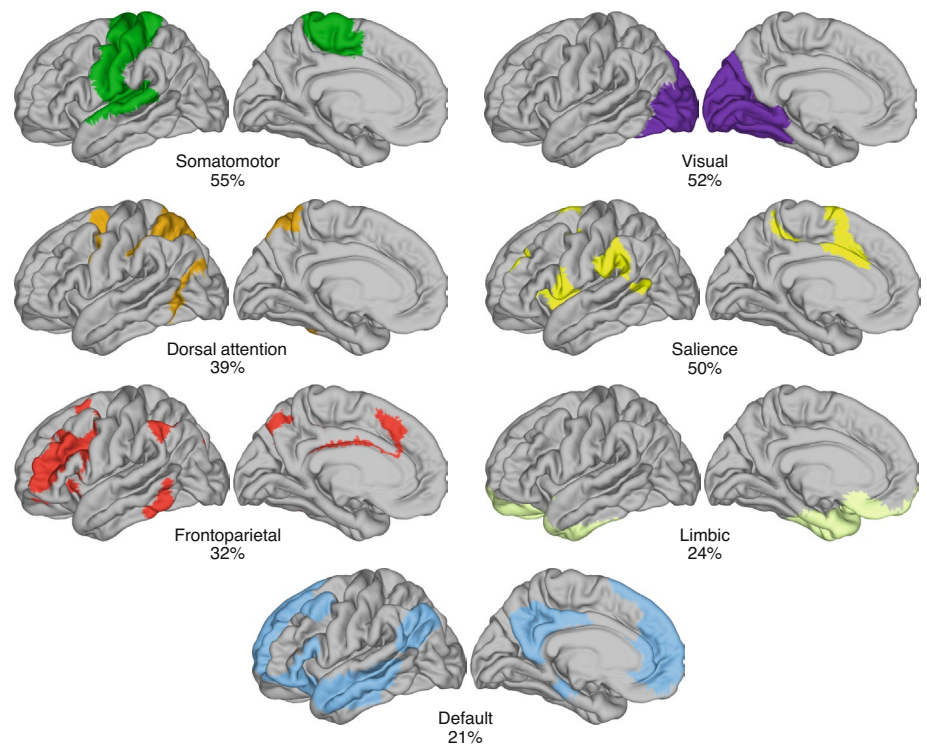 Somatomotor
55%
Visual
52%
Dorsal attention
39%
Salience
50%
Frontoparietal
32%
Limbic
24%
Default
21%